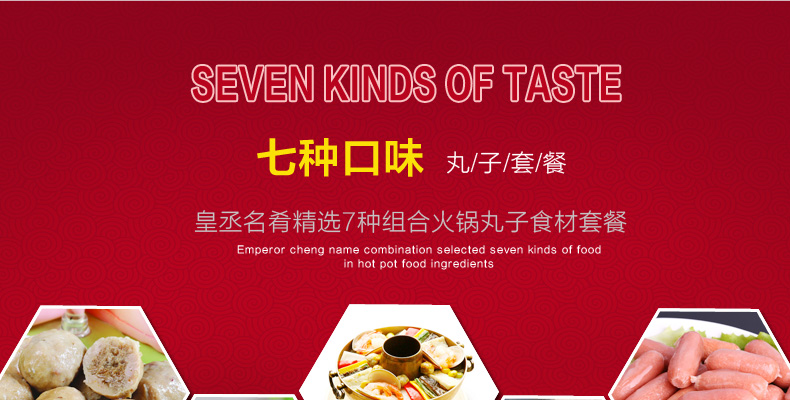 SEVEN KINDS OF TASTE
七种口味 丸/子/套/餐
皇丞名肴精选7种组合火锅丸子食材套餐
Emperor cheng name combination selected seven kinds of food
in hot pot food ingredients